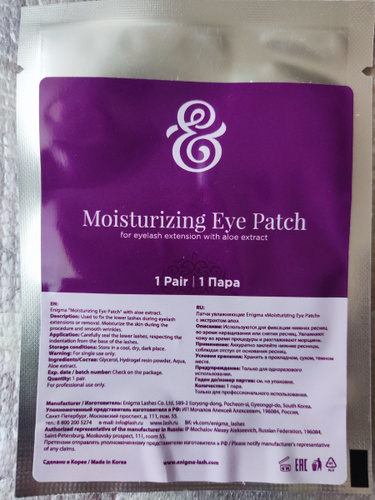 &
Moisturizing Eye Patch
for eyelash extension with aloe extract
1 Pair | 1 Пара
EN:
Enigma "Moisturizing Eye Patch" with aloe extract.
Description: Used to fix the lower lashes during eyelash
extensions or removal. Moisturize the skin during the
procedure and smooth wrinkles.
Application: Carefully seal the lower lashes, respecting the
indentation from the base of the lashes.
Storage conditions: Store in a cool, dry, dark place.
Warning: For single use only.
Ingredients/Состав: Glycerol, Hydrogel resin powder, Aqua,
Aloe extract.
Exp. date / batch number: Check on the package.
Quantity: 1 pair.
For professional use only.
RU:
Патчи увлажняющие Enigma «Moisturizing Eye Patch»
с экстрактом алоэ.
Описание: Используются для фиксации нижних ресниц
во время наращивания или снятия ресниц. Увлажняют
кожу во время процедуры и разглаживают морщины.
Применение: Аккуратно заклейте нижние ресницы,
соблюдая отступ от основания ресниц.
Условия хранения: Хранить в прохладном, сухом, темном
месте.
Предупреждение: Только для одноразового
использования.
Годен до/номер партии: см. на упаковке.
Количество: 1 пара.
Только для профессионального использования.
Manufacturer / Изготовитель: Enigma Lashes Co. Ltd, 589-2 Eoryong-dong, Pocheon-si, Gyeonggi-do, South Korea.
Уполномоченный представитель изготовителя в РФ: ИП Мочалов Алексей Алексеевич, 196084, Россия,
Санкт-Петербург, Московский проспект, д. 111, пом. 55.
тел.: 8 800 200 5274 e-mail: info@lash.ru www.lash.ru ВК: vk.com/enigma_lashes
Authorized representative of the manufacturer in RF: IP Mochalov Alexey Alekseevich, Russian Federation, 196084,
Saint-Petersburg, Moskovsky prospect, 111, room 55.
Претензии отправлять уполномоченному представителю изготовителя в РФ / Please notify manufacturer's representative
of any claims.
Сделано в Корее / Made in Korea
www.enigma-lash.com
EAC